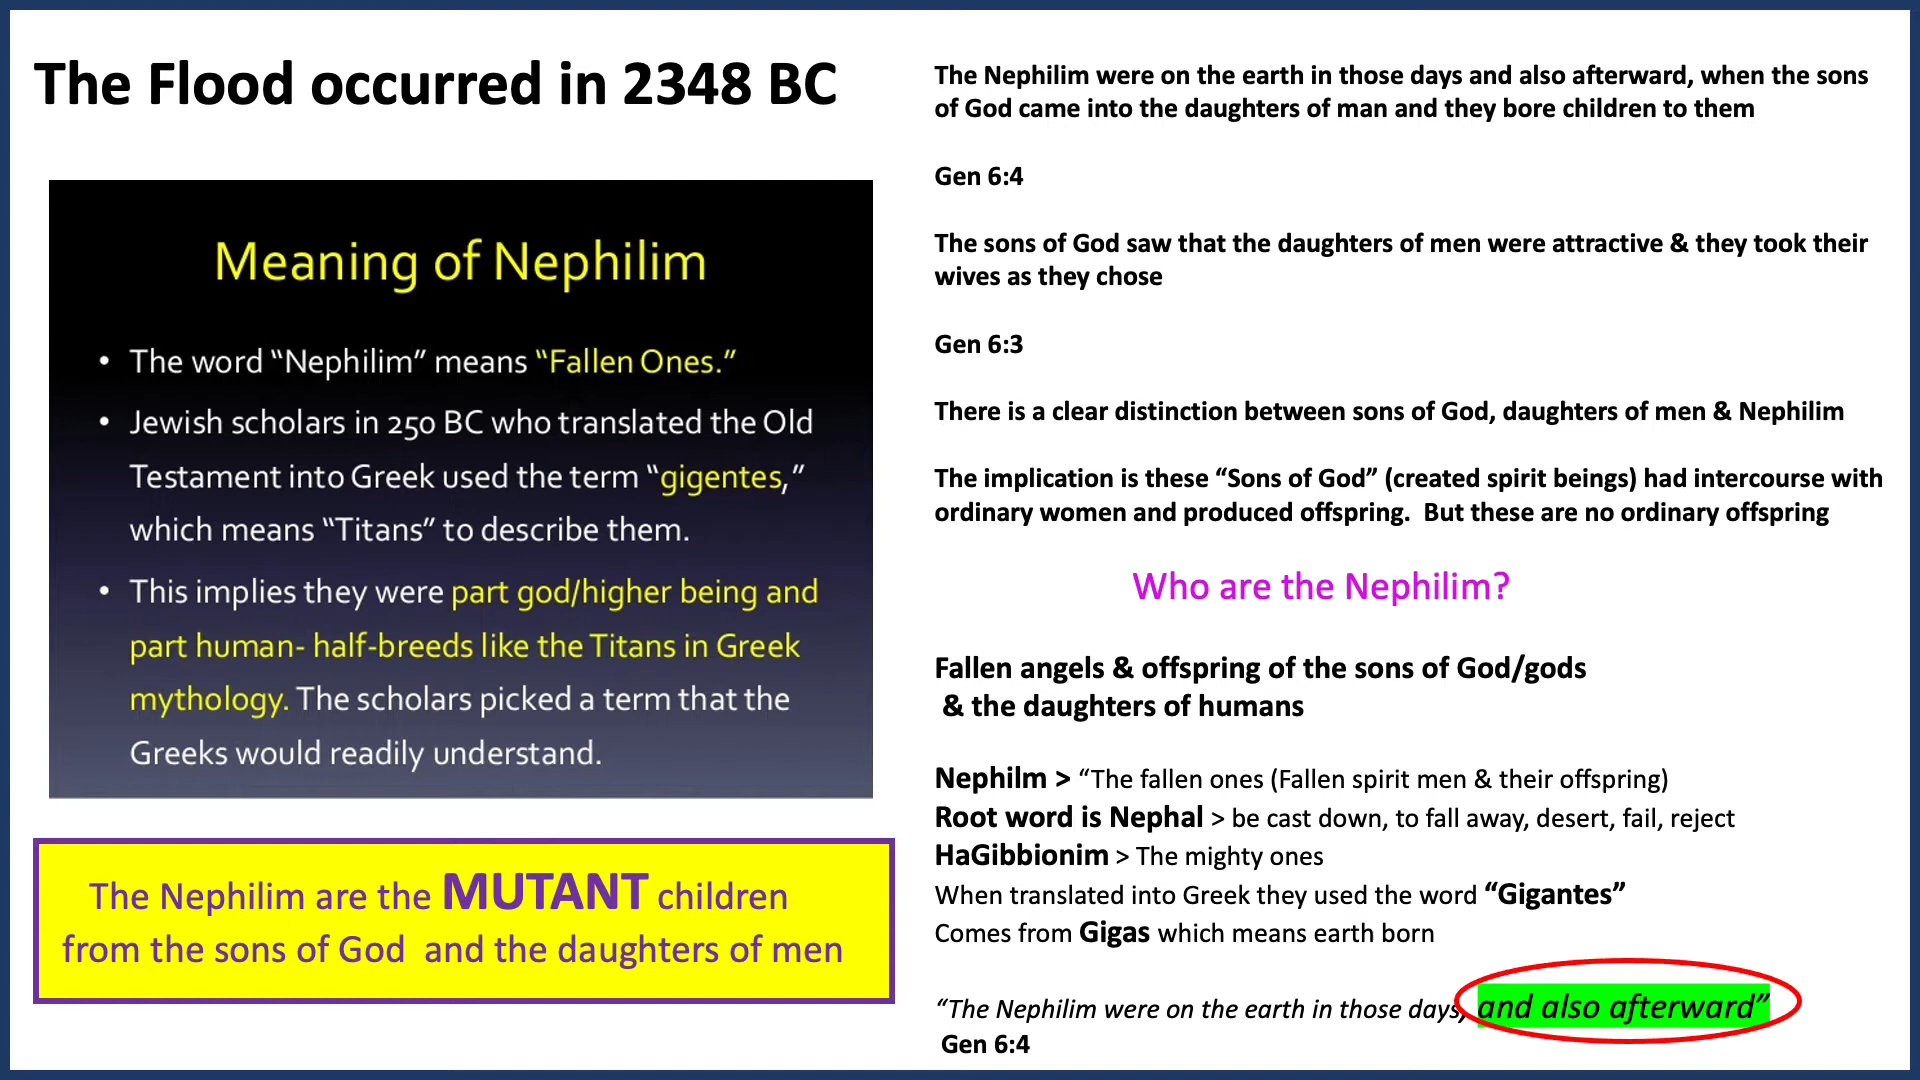 The Flood occurred in 2348 BC
Meaning of Nephilim
• The word “Nephilim” means “Fallen Ones.”
• Jewish scholars in 250 BC who translated the Old
Testament into Greek used the term “gigentes,”
which means “Titans” to describe them.
• This implies they were part god/higher being and
part human- half-breeds like the Titans in Greek
mythology. The scholars picked a term that the
Greeks would readily understand.
The Nephilim are the MUTANT children
from the sons of God and the daughters of men
The Nephilim were on the earth in those days and also afterward, when the sons
of God came into the daughters of man and they bore children to them
Gen 6:4
The sons of God saw that the daughters of men were attractive & they took their
wives as they chose
Gen 6:3
There is a clear distinction between sons of God, daughters of men & Nephilim
The implication is these “Sons of God” (created spirit beings) had intercourse with
ordinary women and produced offspring. But these are no ordinary offspring
Who are the Nephilim?
Fallen angels & offspring of the sons of God/gods
& the daughters of humans
Nephilm > “The fallen ones (Fallen spirit men & their offspring)
Root word is Nephal > be cast down, to fall away, desert, fail, reject
HaGibbionim > The mighty ones
When translated into Greek they used the word “Gigantes”
Comes from Gigas which means earth born
“The Nephilim were on the earth in those days, and also afterward”
Gen 6:4